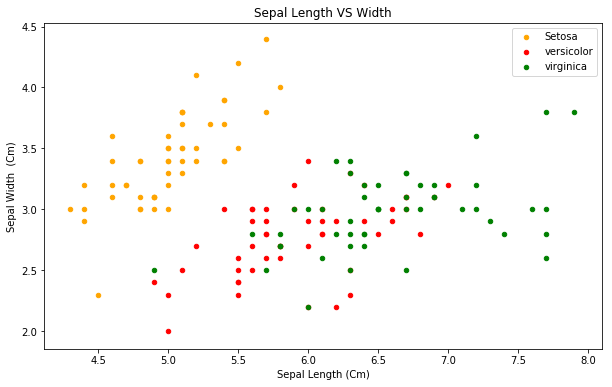 Sepal Length VS Width
4.5
4.0
3.5
3.0
2.5
2.0
Sepal Width (Cm)
Setosa
versicolor
virginica
4.5 5.0 5.5 6.0 6.5 7.0 7.5 8.0
Sepal Length (Cm)